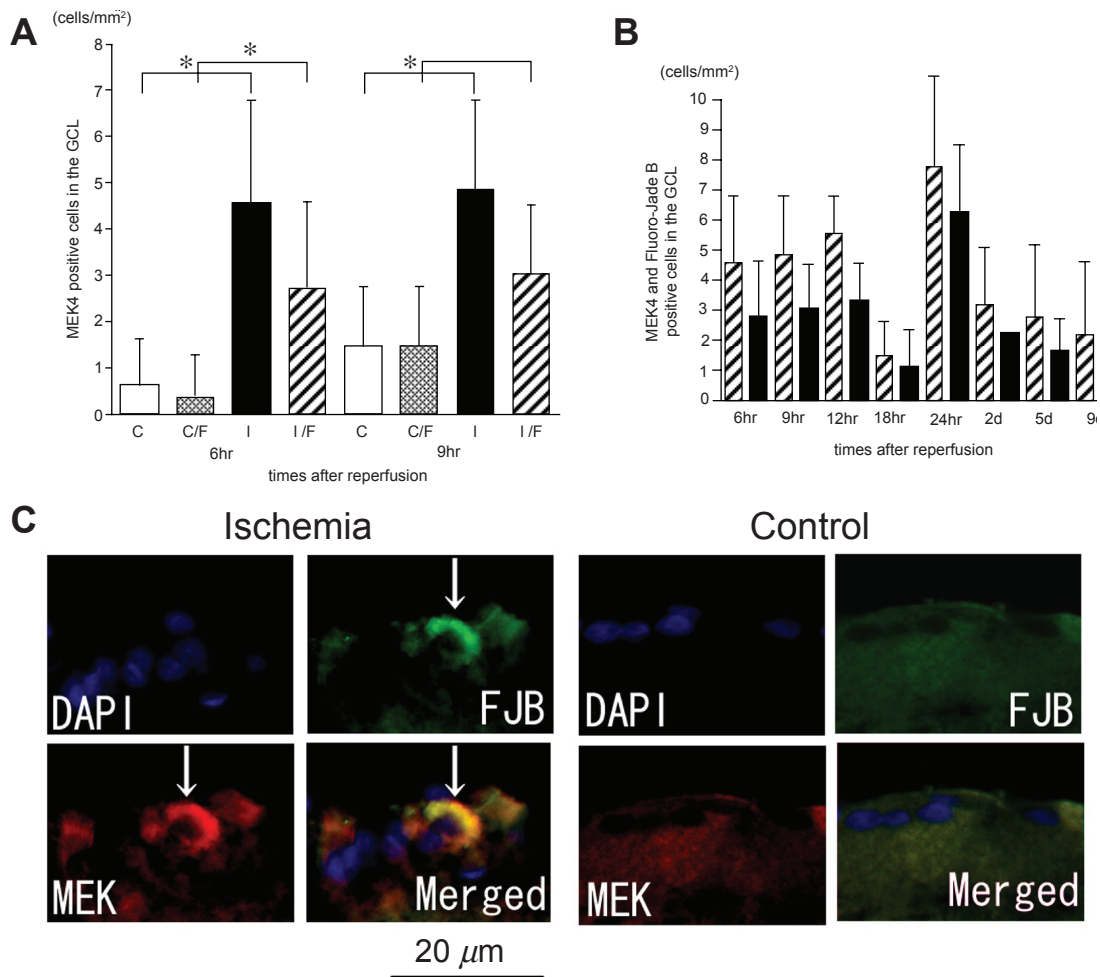 A
(cells/mm²)
8
7
6
5
4
3
2
1
0
MEK4 positive cells in the GCL
*
*
*
C C/F I I/F C C/F I I/F
6hr 9hr
times after reperfusion
B
(cells/mm²)
10
9
8
7
6
5
4
3
2
1
0
MEK4 and Fluoro-Jade B
positive cells in the GCL
6hr 9hr 12hr 18hr 24hr 2d 5d 9d
times after reperfusion
C
Ischemia Control
DAPI FJB DAPI FJB
MEK Merged MEK Merged
20 μm